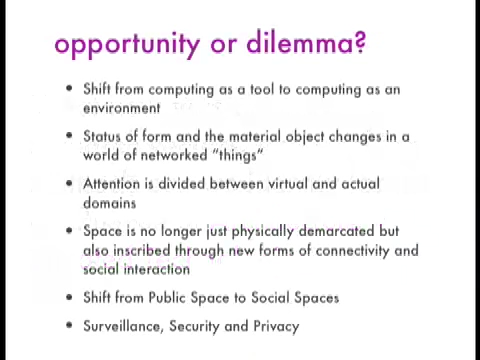 opportunity or dilemma?
• Shift from computing as a tool to computing as an
environment
• Status of form and the material object changes in a
world of networked "things"
• Attention is divided between virtual and actual
domains
• Space is no longer just physically demarcated but
also inscribed through new forms of connectivity and
social interaction
• Shift from Public Space to Social Spaces
• Surveillance, Security and Privacy